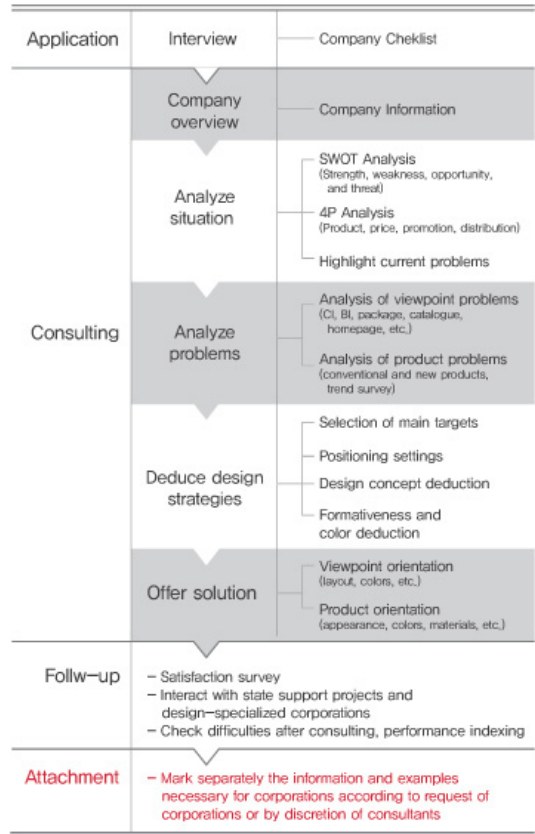 Application
Interview
Company Cheklist
Consulting
Company
overview
Company Information
Analyze
situation
SWOT Analysis
(Strength, weakness, opportunity,
and threat)
4P Analysis
(Product, price, promotion, distribution)
Highlight current problems
Analyze
problems
Analysis of viewpoint problems
(CI, BI, package, catalogue,
homepage, etc.)
Analysis of product problems
(conventional and new products,
trend survey)
Deduce design
strategies
Selection of main targets
Positioning settings
Design concept deduction
Formativeness and
color deduction
Offer solution
Viewpoint orientation
(layout, colors, etc.)
Product orientation
(appearance, colors, materials, etc.)
Follw-up
- Satisfaction survey
- Interact with state support projects and
design-specialized corporations
- Check difficulties after consulting, performance indexing
Attachment
- Mark separately the information and examples
necessary for corporations according to request of
corporations or by discretion of consultants